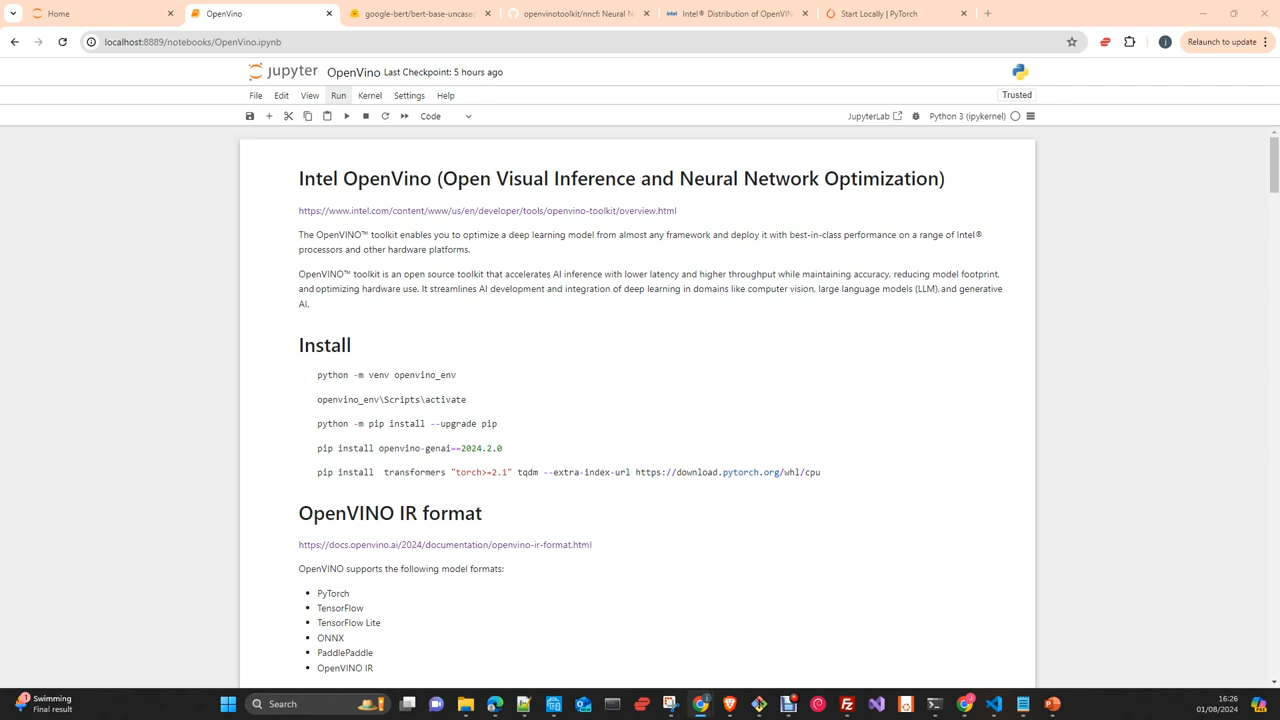 Home
OpenVino
google-bert/bert-base-uncase
openvinotoolkit/nncf: Neural N
Intel® Distribution of OpenVIN
Start Locally | PyTorch
localhost:8889/notebooks/OpenVino.ipynb
Relaunch to update
jupyter OpenVino Last Checkpoint: 5 hours ago
File Edit View Run Kernel Settings Help
Trusted
Code
JupyterLab
Python 3 (ipykernel)
Intel OpenVino (Open Visual Inference and Neural Network Optimization)
https://www.intel.com/content/www/us/en/developer/tools/openvino-toolkit/overview.html
The OpenVINO™ toolkit enables you to optimize a deep learning model from almost any framework and deploy it with best-in-class performance on a range of Intel®
processors and other hardware platforms.
OpenVINO™ toolkit is an open source toolkit that accelerates AI inference with lower latency and higher throughput while maintaining accuracy, reducing model footprint,
and optimizing hardware use. It streamlines AI development and integration of deep learning in domains like computer vision, large language models (LLM), and generative
AI.
Install
python -m venv openvino_env
openvino_env\Scripts\activate
python -m pip install --upgrade pip
pip install openvino-genai==2024.2.0
pip install  transformers "torch>=2.1" tqdm --extra-index-url https://download.pytorch.org/whl/cpu
OpenVINO IR format
https://docs.openvino.ai/2024/documentation/openvino-ir-format.html
OpenVINO supports the following model formats:
PyTorch
TensorFlow
TensorFlow Lite
ONNX
PaddlePaddle
OpenVINO IR
1
Swimming
Final result
Search
16:26
01/08/2024